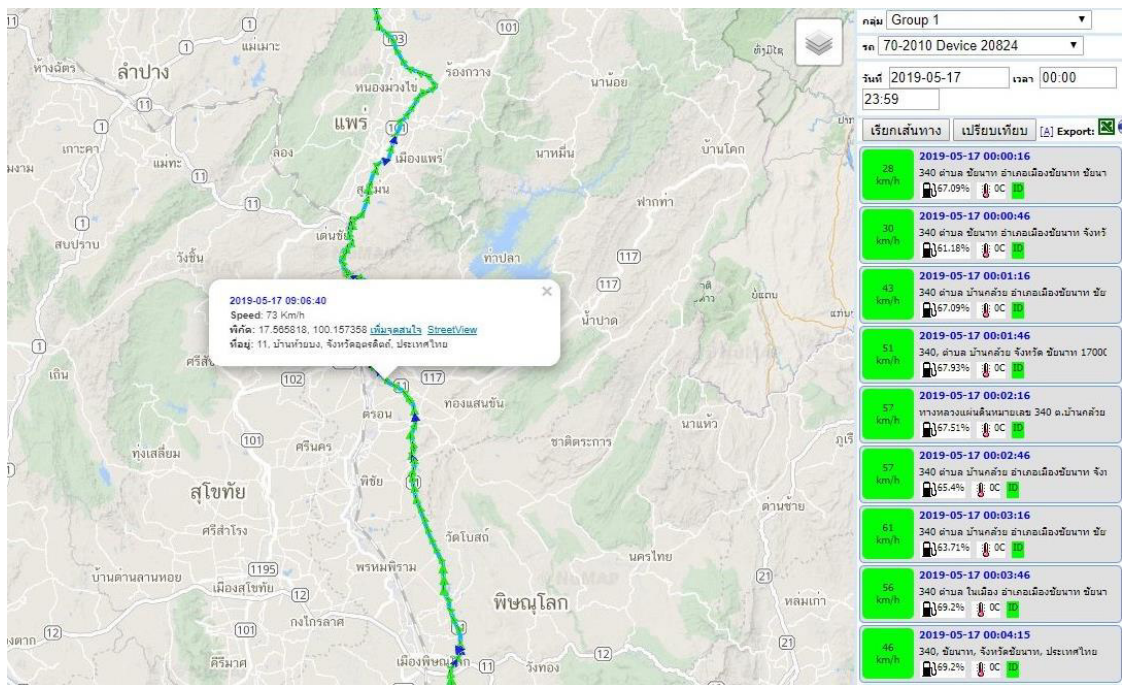 กลุ่ม Group 1
รถ 70-2010 Device 20824
วันที่ 2019-05-17 เวลา 00:00
23:59
เรียกเส้นทาง เปรียบเทียบ [A] Export:
28 km/h
2019-05-17 00:00:16
340 ตำบล ชัยนาท อำเภอเมืองชัยนาท ชัยนา
67.09% 0C ID
30 km/h
2019-05-17 00:00:46
340 ตำบล ชัยนาท อำเภอเมืองชัยนาท จังหวั
61.18% 0C ID
43 km/h
2019-05-17 00:01:16
340 ตำบล บ้านกล้วย อำเภอเมืองชัยนาท ชัย
67.09% 0C ID
51 km/h
2019-05-17 00:01:46
340, ตำบล บ้านกล้วย จังหวัด ชัยนาท 1700
67.93% 0C ID
57 km/h
2019-05-17 00:02:16
ทางหลวงแผ่นดินหมายเลข 340 ต.บ้านกล้วย
67.51% 0C ID
57 km/h
2019-05-17 00:02:46
340 ตำบล บ้านกล้วย อำเภอเมืองชัยนาท จัง
65.4% 0C ID
61 km/h
2019-05-17 00:03:16
340 ตำบล บ้านกล้วย อำเภอเมืองชัยนาท ชัย
63.71% 0C ID
56 km/h
2019-05-17 00:03:46
340 ตำบล ในเมือง อำเภอเมืองชัยนาท ชัยนา
69.2% 0C ID
46 km/h
2019-05-17 00:04:15
340, ชัยนาท, จังหวัดชัยนาท, ประเทศไทย
69.2% 0C ID
2019-05-17 09:06:40
Speed: 73 Km/h
พิกัด: 17.565818, 100.157358 เพิ่มจุดสนใจ StreetView
ที่อยู่: 11, บ้านห้วยบง, จังหวัดอุตรดิตถ์, ประเทศไทย
11
1
แม่เมาะ
103
101
ห้างฉัตร
ลำปาง
ร้องกวาง
หนองม่วงไข่
นาน้อย
11
แพร่
101
1
เกาะคา
ลอง
เมืองแพร่
นาหมื่น
บ้านโคก
แม่ทะ
11
สูงเม่น
11
ฟากท่า
1
เด่นชัย
สบปราบ
วังชิ้น
ท่าปลา
117
117
น้ำปาด
1
เถิน
102
11
117
ทองแสนขัน
ตรอน
101
ศรีนคร
ชาติตระการ
นาแห้ว
ทุ่งเสลี่ยม
พิชัย
สุโขทัย
ด่านซ้าย
ศรีสำโรง
วัดโบสถ์
นครไทย
1195
พรหมพิราม
บ้านด่านลานหอย
เมืองสุโขทัย
12
21
หล่มเก่า
พิษณุโลก
12
กงไกรลาศ
101
12
21
คีรีมาศ
เมืองพิษณุโลก
11
วังทอง